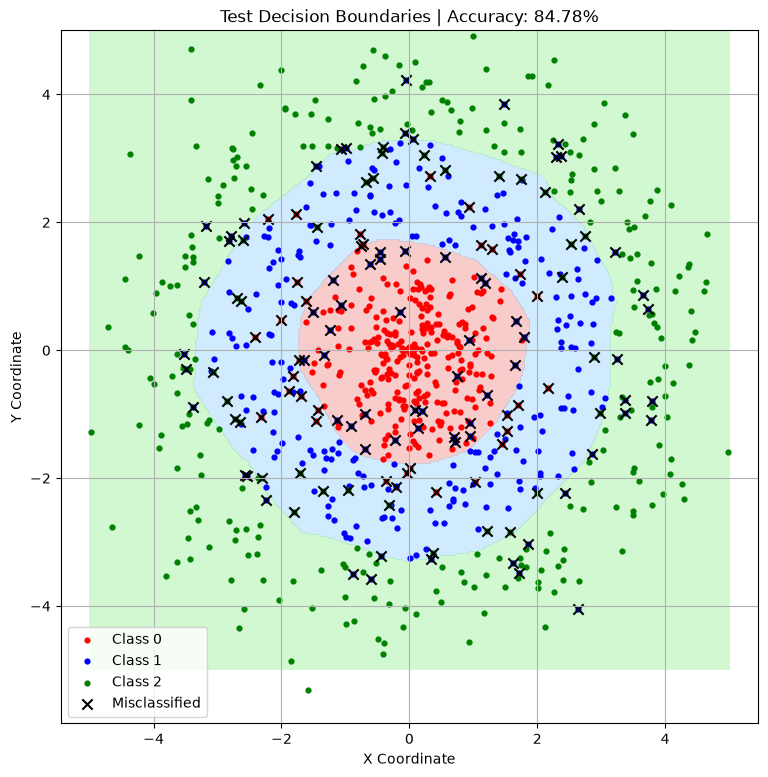 Test Decision Boundaries | Accuracy: 84.78%
4
2
0
−2
−4
Y Coordinate
Class 0
Class 1
Class 2
Misclassified
−4
−2
0
2
4
X Coordinate